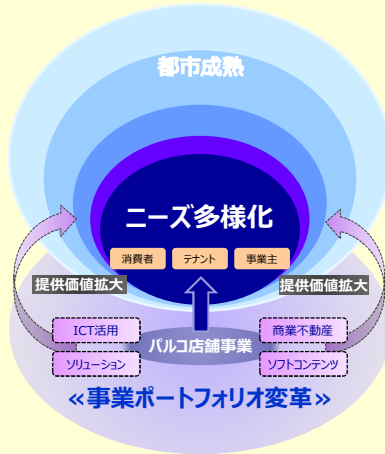 都市成熟
ニーズ多様化
消費者 テナント 事業主
提供価値拡大 提供価値拡大
ICT活用 商業不動産
パルコ店舗事業
ソリューション ソフトコンテンツ
≪事業ポートフォリオ変革≫